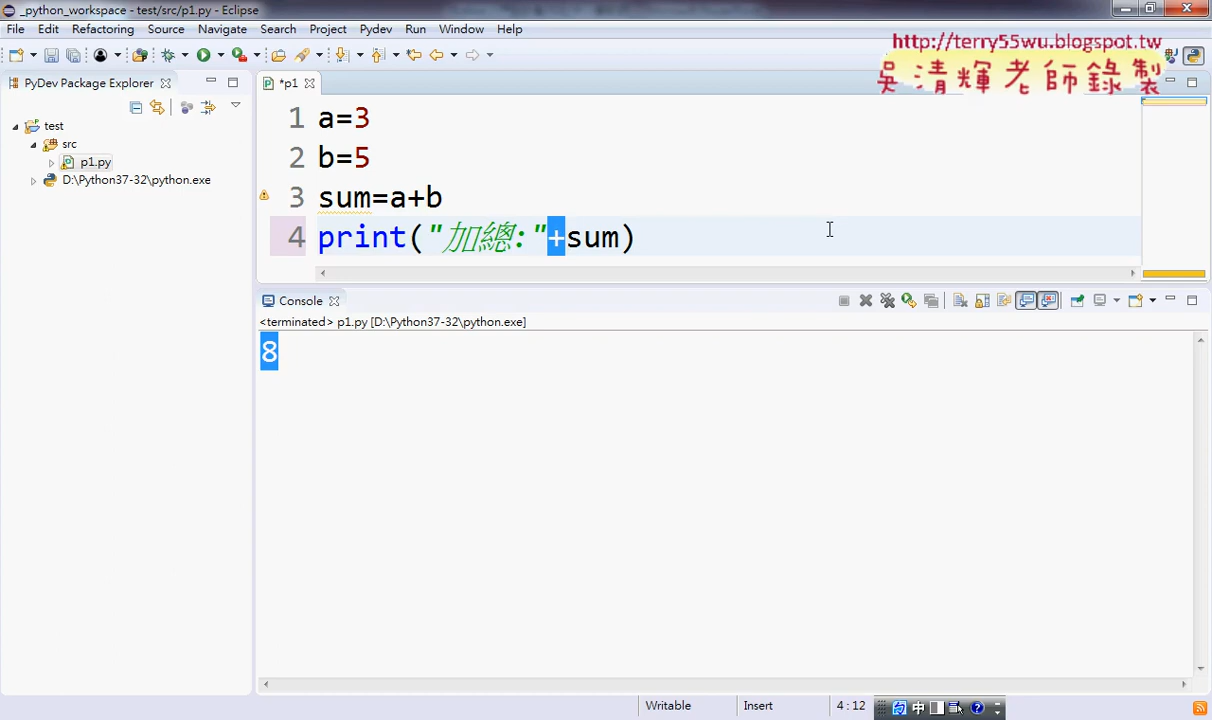 _python_workspace - test/src/p1.py - Eclipse
File Edit Refactoring Source Navigate Search Project Pydev Run Window Help
http://terry55wu.blogspot.tw
吳清輝老師錄製
PyDev Package Explorer
*p1
test
src
p1.py
D:\Python37-32\python.exe
1 a=3
2 b=5
3 sum=a+b
4 print("加總:"+sum)
Console
<terminated> p1.py [D:\Python37-32\python.exe]
8
Writable Insert 4 : 12 中